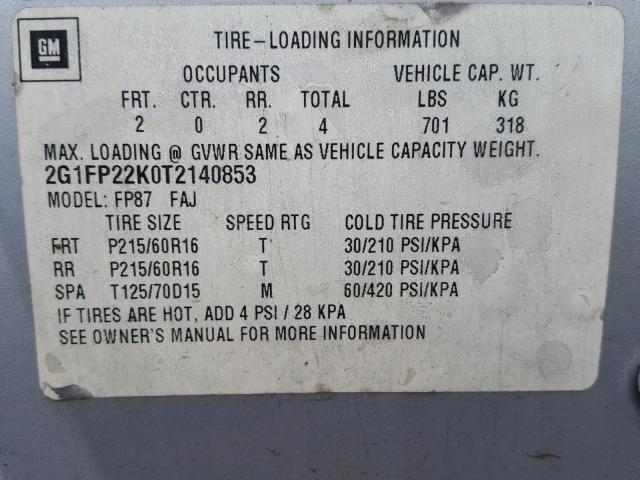 GM
TIRE-LOADING INFORMATION
OCCUPANTS VEHICLE CAP. WT.
FRT. CTR. RR. TOTAL LBS KG
2 0 2 4 701 318
MAX. LOADING @ GVWR SAME AS VEHICLE CAPACITY WEIGHT.
2G1FP22K0T2140853
MODEL: FP87 FAJ
TIRE SIZE SPEED RTG COLD TIRE PRESSURE
FRT P215/60R16 T 30/210 PSI/KPA
RR P215/60R16 T 30/210 PSI/KPA
SPA T125/70D15 M 60/420 PSI/KPA
IF TIRES ARE HOT, ADD 4 PSI / 28 KPA
SEE OWNER'S MANUAL FOR MORE INFORMATION